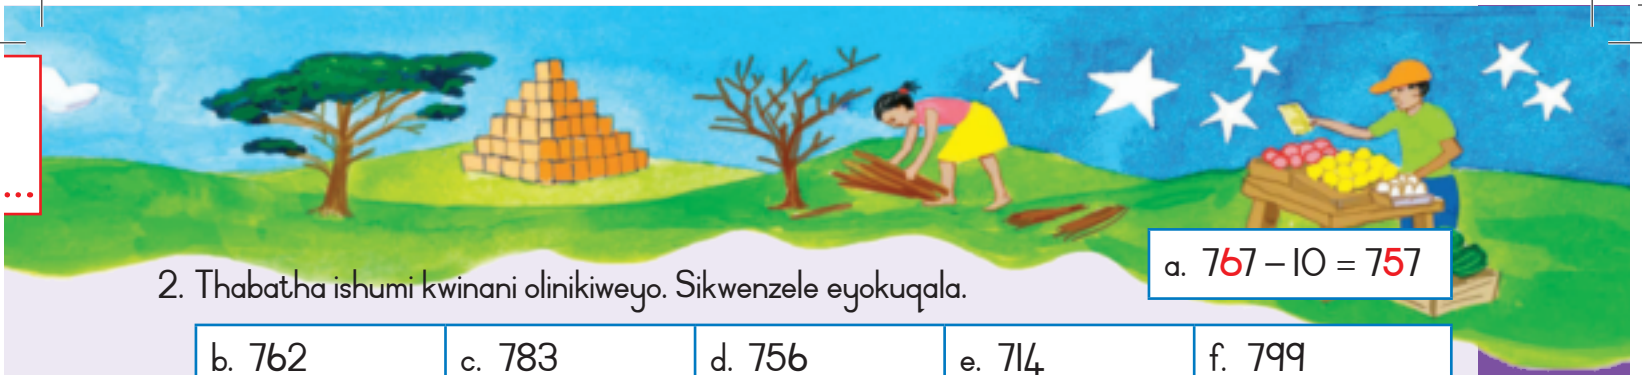 ...
a. 767 – 10 = 757
2. Thabatha ishumi kwinani olinikiweyo. Sikwenzele eyokuqala.
b. 762 c. 783 d. 756 e. 714 f. 799